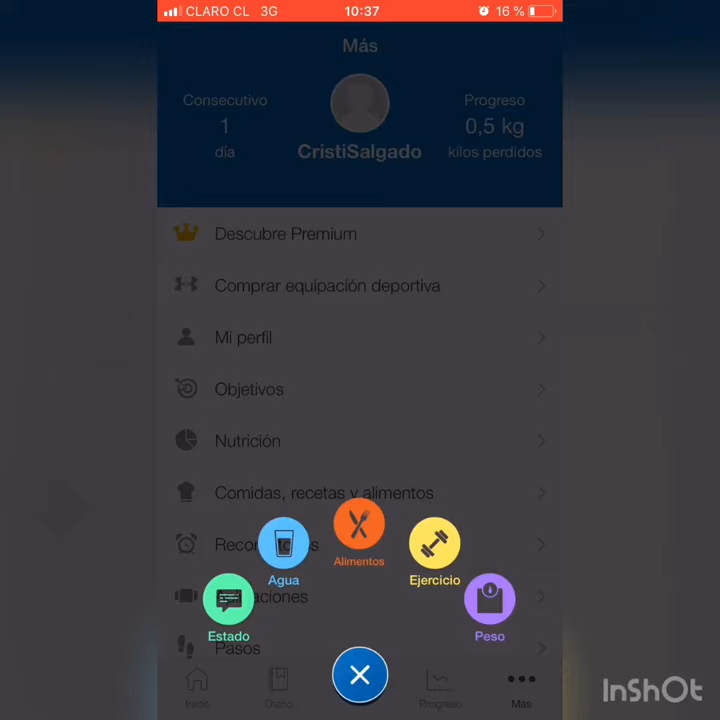 CLARO CL 3G 10:37 16 %
Más
Consecutivo
1
día
CristiSalgado
Progreso
0,5 kg
kilos perdidos
Descubre Premium
Comprar equipación deportiva
Mi perfil
Objetivos
Nutrición
Comidas, recetas y alimentos
Alimentos
Agua
Ejercicio
Estado
Peso
Pasos
Inicio
Diario
Progreso
Más
InShOt